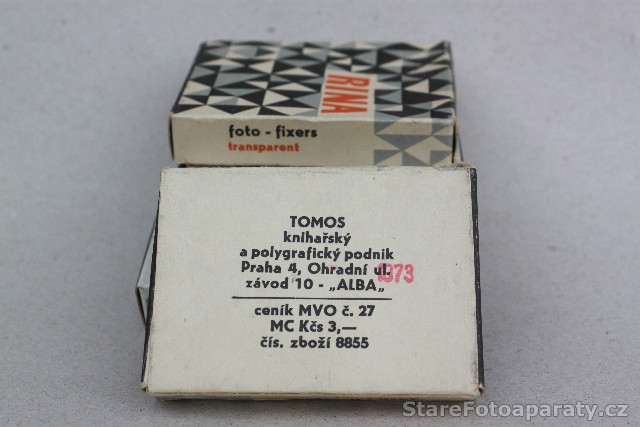 RINA
foto - fixers
transparent
TOMOS
knihařský
a polygrafický podnik
Praha 4, Ohradní ul.
1973
závod 10 - „ALBA„
ceník MVO č. 27
MC Kčs 3,—
čís. zboží 8855
StareFotoaparaty.cz